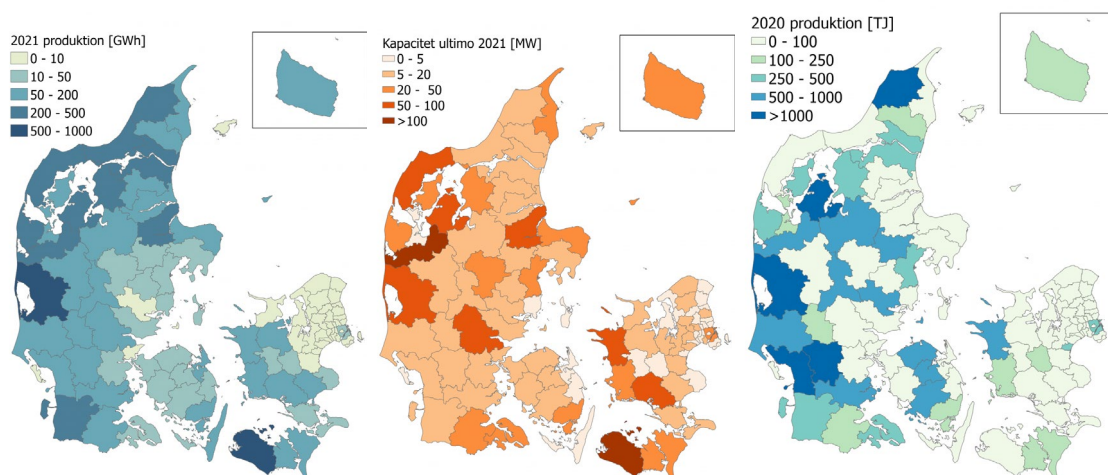 2021 produktion [GWh]
0 - 10
10 - 50
50 - 200
200 - 500
500 - 1000
Kapacitet ultimo 2021 [MW]
0 - 5
5 - 20
20 - 50
50 - 100
>100
2020 produktion [TJ]
0 - 100
100 - 250
250 - 500
500 - 1000
>1000